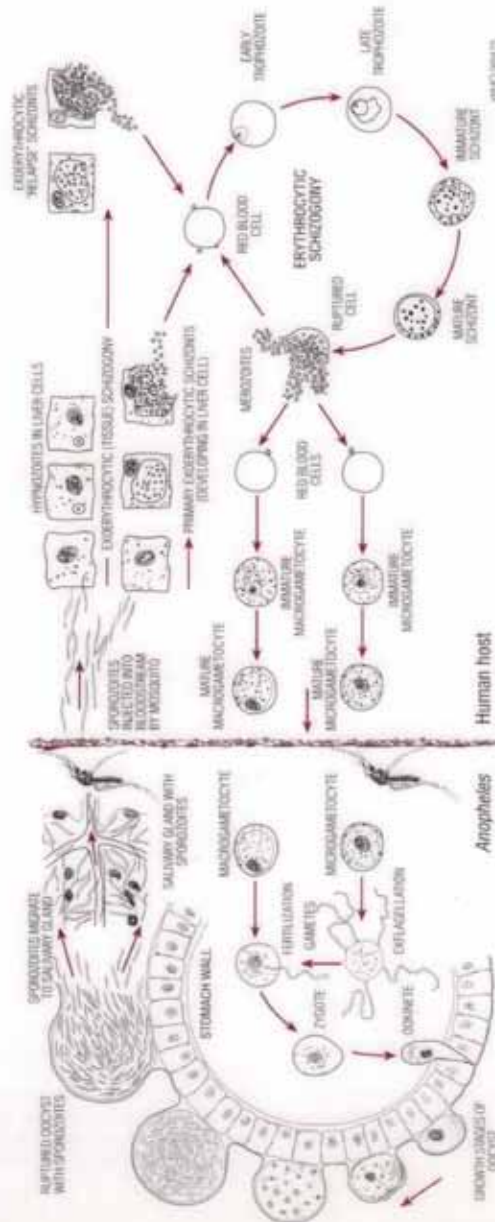 RUPTURED OOCYST
WITH SPOROZOITES
SPOROZOITES MIGRATE
TO SALIVARY GLAND
SALIVARY GLAND WITH
SPOROZOITES
STOMACH WALL
MACROGAMETOCYTE
FERTILIZATION
GAMETES
MICROGAMETOCYTE
EXFLAGELLATION
ZYGOTE
OOKINETE
GROWTH STAGES OF
Anopheles
SPOROZOITES
INJECTED INTO
BLOODSTREAM
BY MOSQUITO
HYPNOZOITES IN LIVER CELLS
EXOERYTHROCYTIC (TISSUE) SCHIZOGONY
PRIMARY EXOERYTHROCYTIC SCHIZONTS
(DEVELOPING IN LIVER CELL)
EXOERYTHROCYTIC
"RELAPSE" SCHIZONTS
RED BLOOD
CELL
EARLY
TROPHOZOITE
LATE
TROPHOZOITE
IMMATURE
SCHIZONT
MATURE
SCHIZONT
ERYTHROCYTIC
SCHIZOGONY
RUPTURED
CELL
MEROZOITES
RED BLOOD
CELLS
IMMATURE
MACROGAMETOCYTE
MATURE
MACROGAMETOCYTE
IMMATURE
MACROGAMETOCYTE
MATURE
MICROGAMETOCYTE
Human host